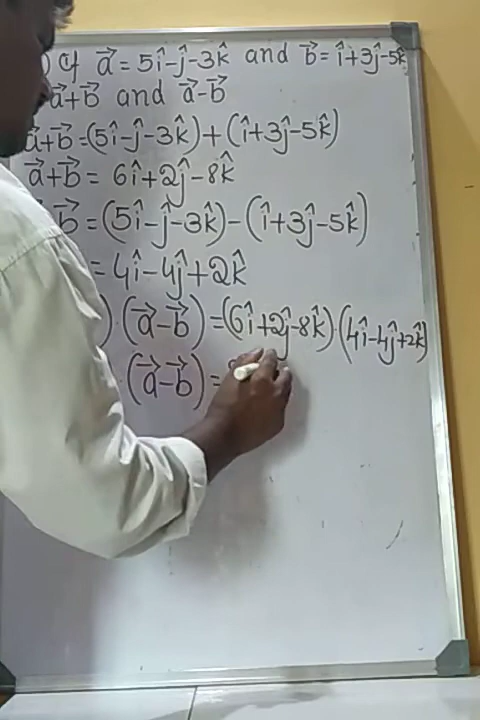 ) If a⃗ = 5î-ĵ-3k̂ and b⃗ = î+3ĵ-5k̂
a⃗+b⃗ and a⃗-b⃗
a⃗+b⃗ = (5î-ĵ-3k̂)+(î+3ĵ-5k̂)
a⃗+b⃗ = 6î+2ĵ-8k̂
b⃗ = (5î-ĵ-3k̂)-(î+3ĵ-5k̂)
= 4î-4ĵ+2k̂
)·(a⃗-b⃗) = (6î+2ĵ-8k̂)·(4î-4ĵ+2k̂)
·(a⃗-b⃗) =